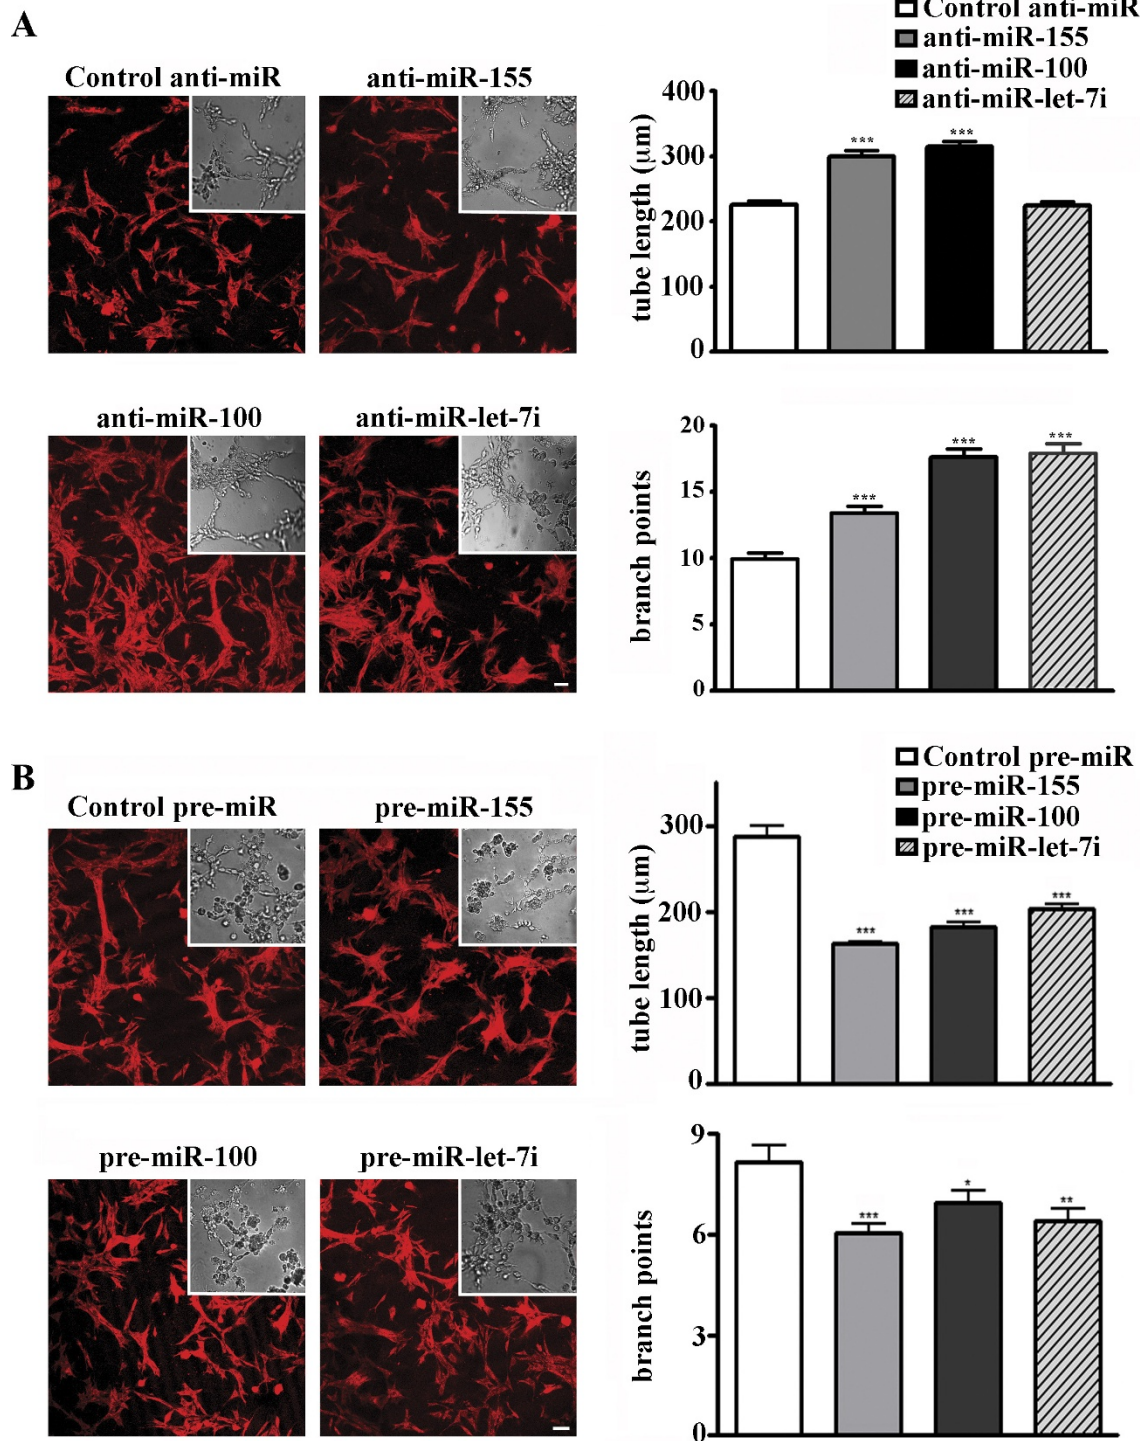 A
Control anti-miR
anti-miR-155
anti-miR-100
anti-miR-let-7i
Control anti-miR
anti-miR-155
anti-miR-100
anti-miR-let-7i
tube length (μm)
400
300
200
100
0
*** ***
branch points
20
15
10
5
0
*** *** ***
B
Control pre-miR
pre-miR-155
pre-miR-100
pre-miR-let-7i
Control pre-miR
pre-miR-155
pre-miR-100
pre-miR-let-7i
tube length (μm)
300
200
100
0
*** *** ***
branch points
9
6
3
0
*** * **